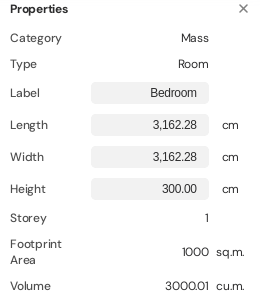 Properties ×
Category Mass
Type Room
Label Bedroom
Length 3,162.28 cm
Width 3,162.28 cm
Height 300.00 cm
Storey 1
Footprint
Area 1000 sq.m.
Volume 3000.01 cu.m.